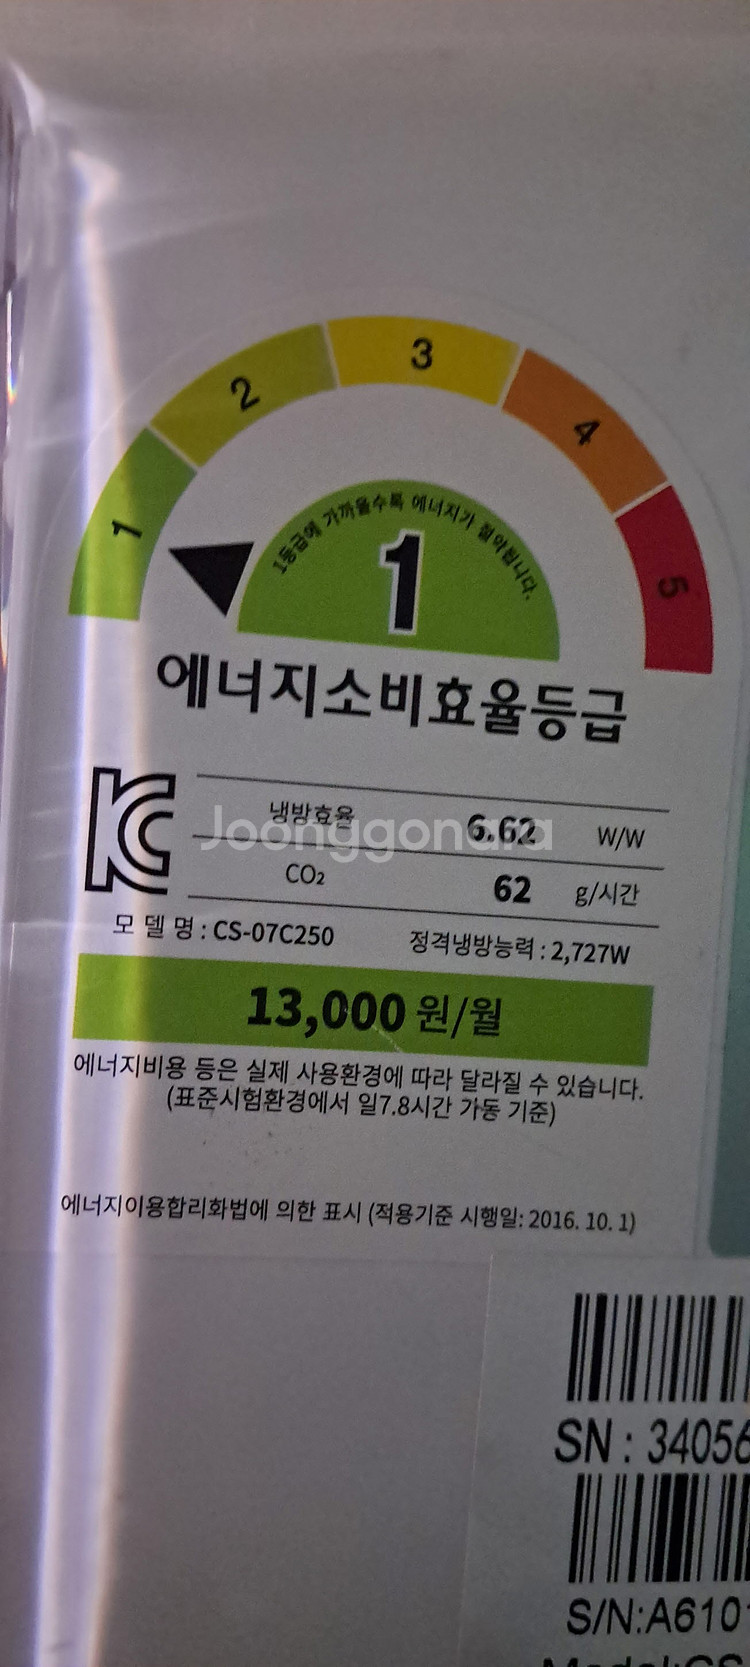 1
2
3
4
5
1등급에 가까울수록 에너지가 절약됩니다.
1
에너지소비효율등급
냉방효율 6.62 W/W
Joonggonara
CO₂ 62 g/시간
모 델 명 : CS-07C250 정격냉방능력 : 2,727W
13,000 원/월
에너지비용 등은 실제 사용환경에 따라 달라질 수 있습니다.
(표준시험환경에서 일7.8시간 가동 기준)
에너지이용합리화법에 의한 표시 (적용기준 시행일: 2016. 10. 1)
SN : 34056
S/N:A6101
Model:CS